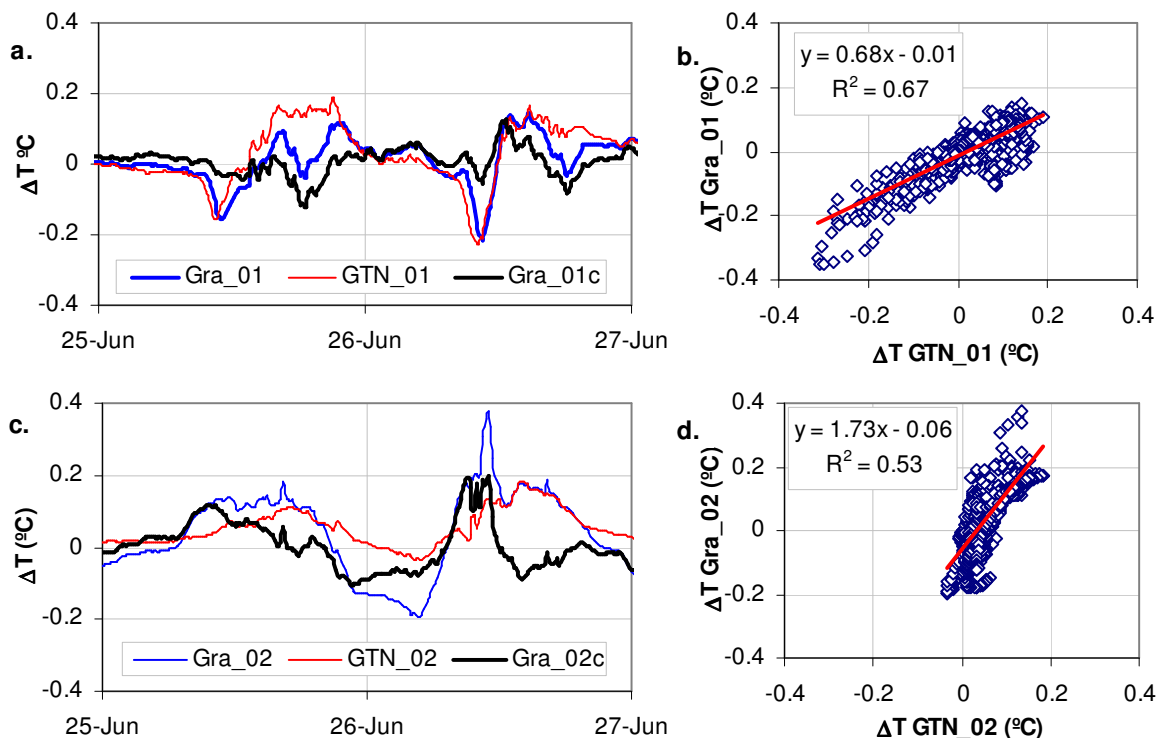 a.
ΔT ºC
0.4
0.2
0
-0.2
-0.4
25-Jun
26-Jun
27-Jun
Gra_01
GTN_01
Gra_01c
b.
ΔT Gra_01 (ºC)
0.4
0.2
0
-0.2
-0.4
y = 0.68x - 0.01
R² = 0.67
-0.4
-0.2
0
0.2
0.4
ΔT GTN_01 (ºC)
c.
ΔT (ºC)
0.4
0.2
0
-0.2
-0.4
25-Jun
26-Jun
27-Jun
Gra_02
GTN_02
Gra_02c
d.
ΔT Gra_02 (ºC)
0.4
0.2
0
-0.2
-0.4
y = 1.73x - 0.06
R² = 0.53
-0.4
-0.2
0
0.2
0.4
ΔT GTN_02 (ºC)